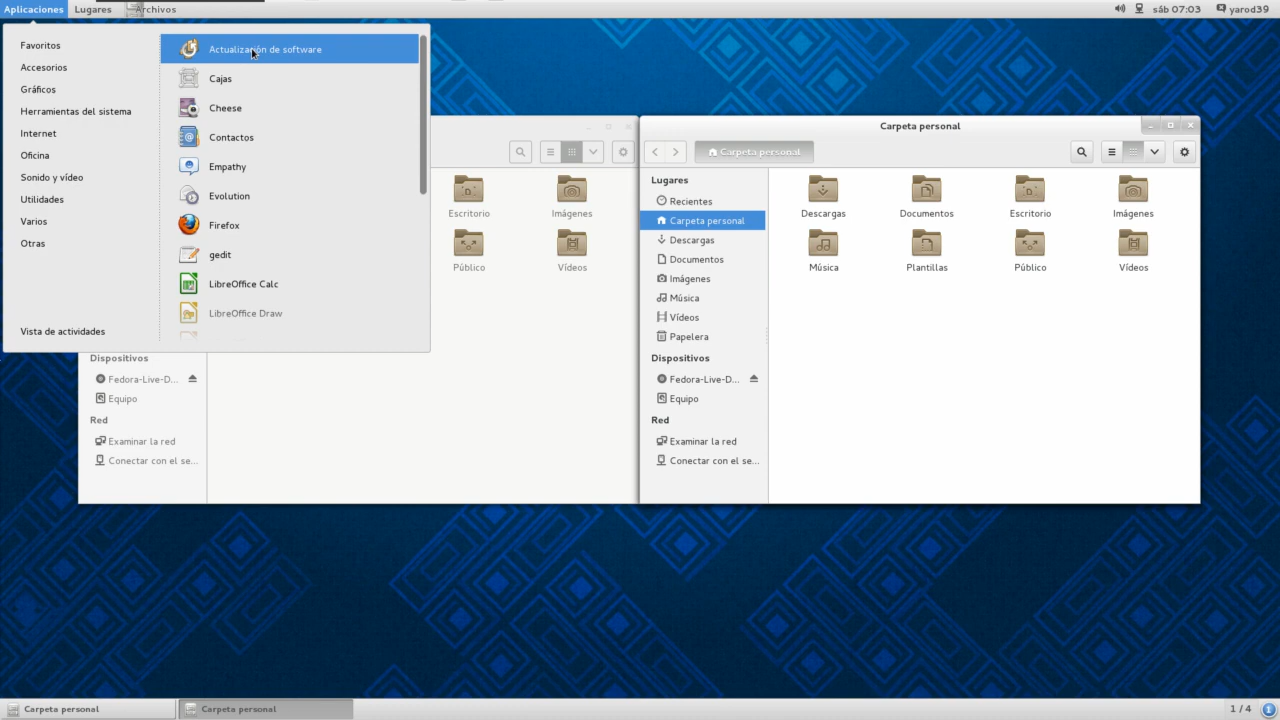 Aplicaciones Lugares Archivos sáb 07:03 yarod39
Favoritos
Accesorios
Gráficos
Herramientas del sistema
Internet
Oficina
Sonido y vídeo
Utilidades
Varios
Otras
Vista de actividades
Actualización de software
Cajas
Cheese
Contactos
Empathy
Evolution
Firefox
gedit
LibreOffice Calc
LibreOffice Draw
Escritorio Imágenes
Público Vídeos
Dispositivos
Fedora-Live-D...
Equipo
Red
Examinar la red
Conectar con el se...
Carpeta personal
Carpeta personal
Lugares
Recientes
Carpeta personal
Descargas
Documentos
Imágenes
Música
Vídeos
Papelera
Dispositivos
Fedora-Live-D...
Equipo
Red
Examinar la red
Conectar con el se...
Descargas Documentos Escritorio Imágenes
Música Plantillas Público Vídeos
Carpeta personal Carpeta personal 1 / 4